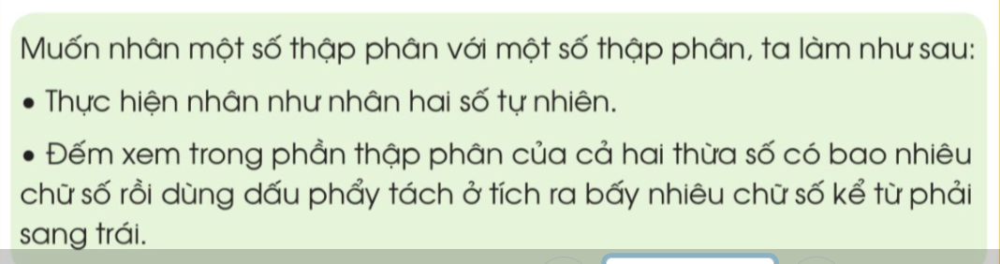 Muốn nhân một số thập phân với một số thập phân, ta làm như sau:
• Thực hiện nhân như nhân hai số tự nhiên.
• Đếm xem trong phần thập phân của cả hai thừa số có bao nhiêu
chữ số rồi dùng dấu phẩy tách ở tích ra bấy nhiêu chữ số kể từ phải
sang trái.